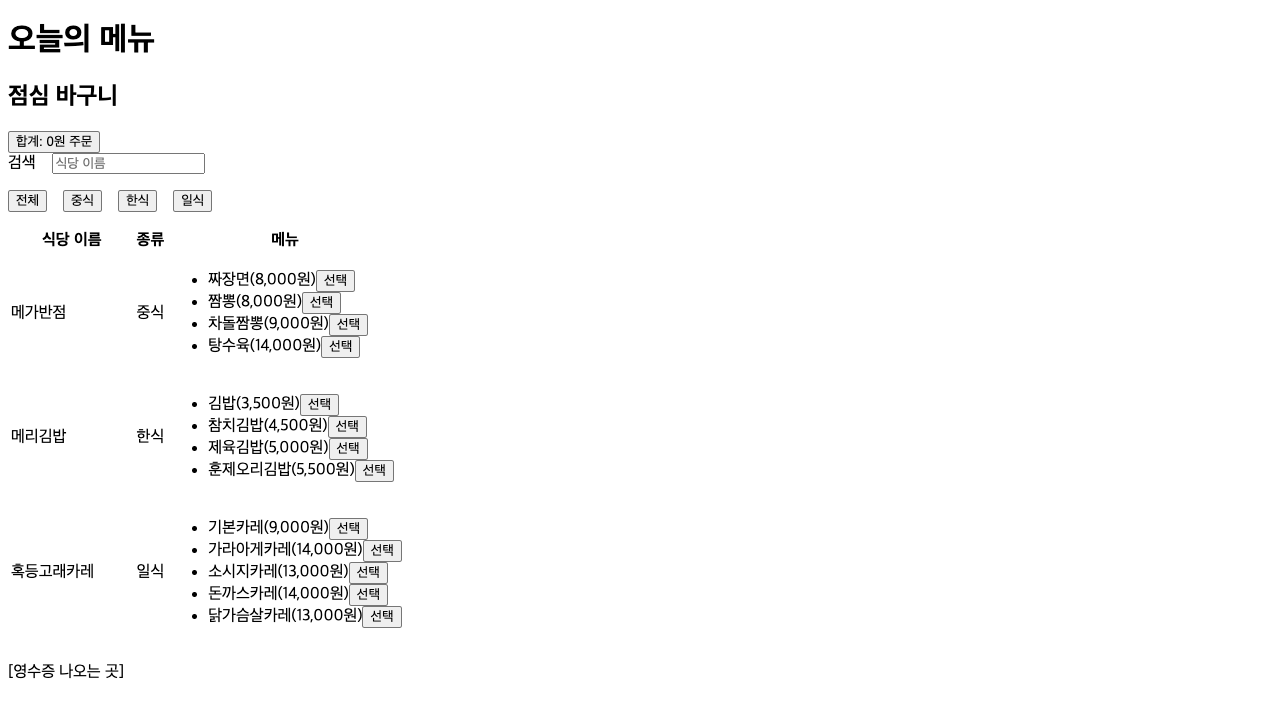 오늘의 메뉴
점심 바구니
합계: 0원 주문
검색 식당 이름
전체 중식 한식 일식
식당 이름 종류 메뉴
메가반점 중식
짜장면(8,000원) 선택
짬뽕(8,000원) 선택
차돌짬뽕(9,000원) 선택
탕수육(14,000원) 선택
메리김밥 한식
김밥(3,500원) 선택
참치김밥(4,500원) 선택
제육김밥(5,000원) 선택
훈제오리김밥(5,500원) 선택
혹등고래카레 일식
기본카레(9,000원) 선택
가라아게카레(14,000원) 선택
소시지카레(13,000원) 선택
돈까스카레(14,000원) 선택
닭가슴살카레(13,000원) 선택
[영수증 나오는 곳]